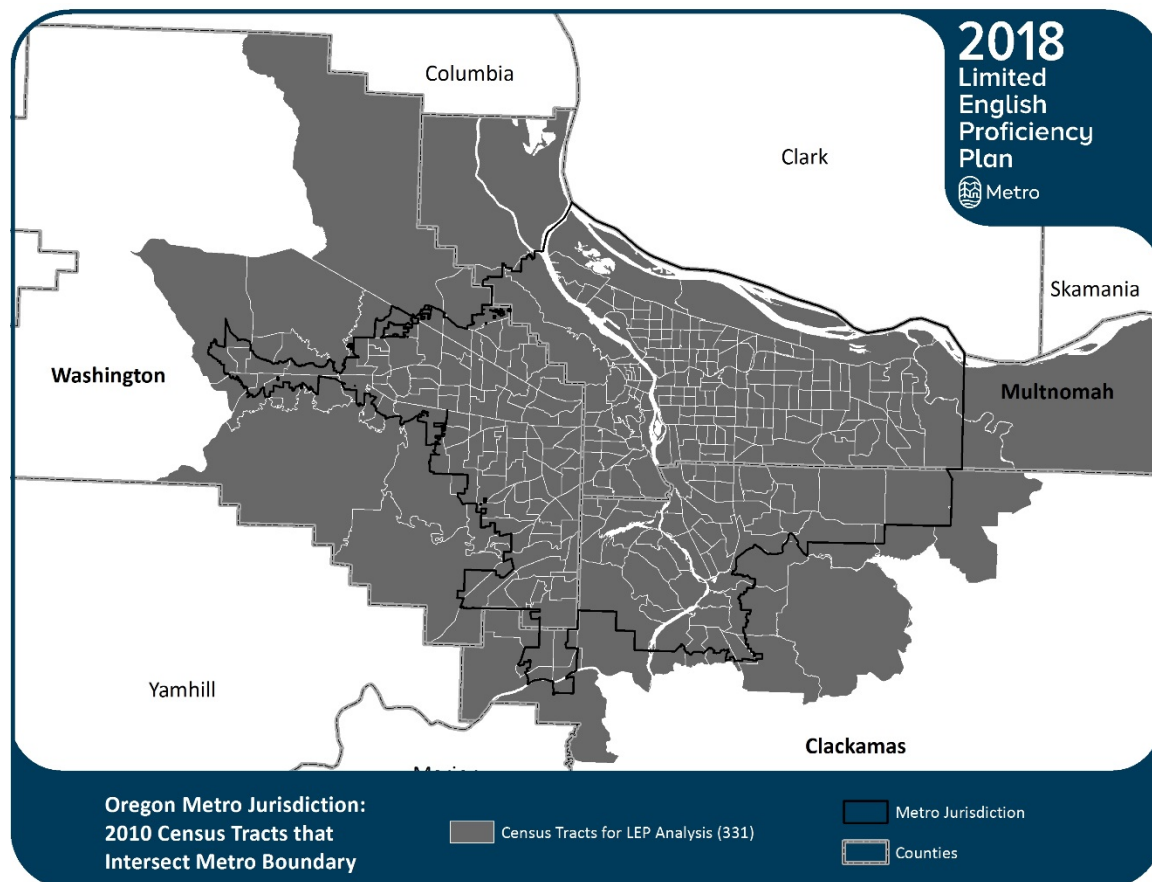 2018
Limited
English
Proficiency
Plan
Metro
Columbia
Clark
Skamania
Washington
Multnomah
Yamhill
Clackamas
Oregon Metro Jurisdiction:
2010 Census Tracts that
Intersect Metro Boundary
Census Tracts for LEP Analysis (331)
Metro Jurisdiction
Counties